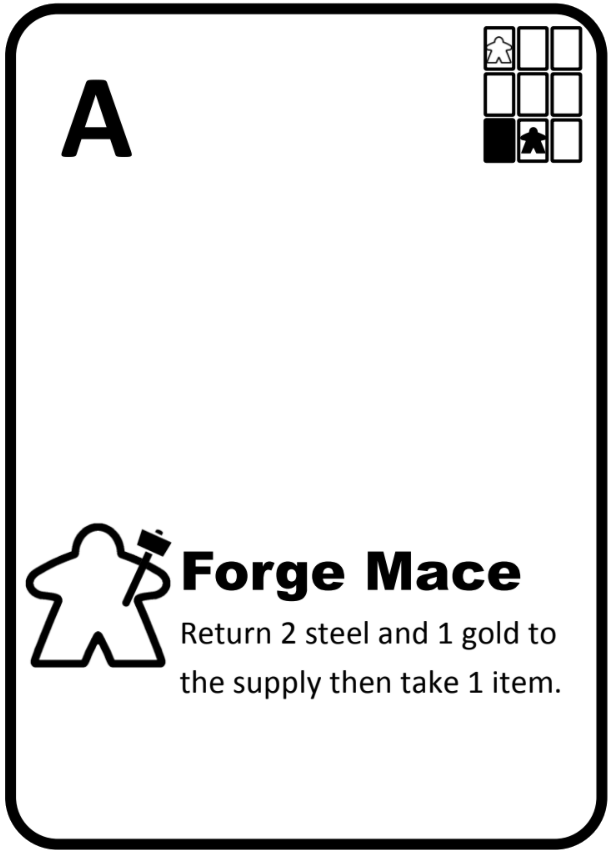 A
Forge Mace
Return 2 steel and 1 gold to
the supply then take 1 item.